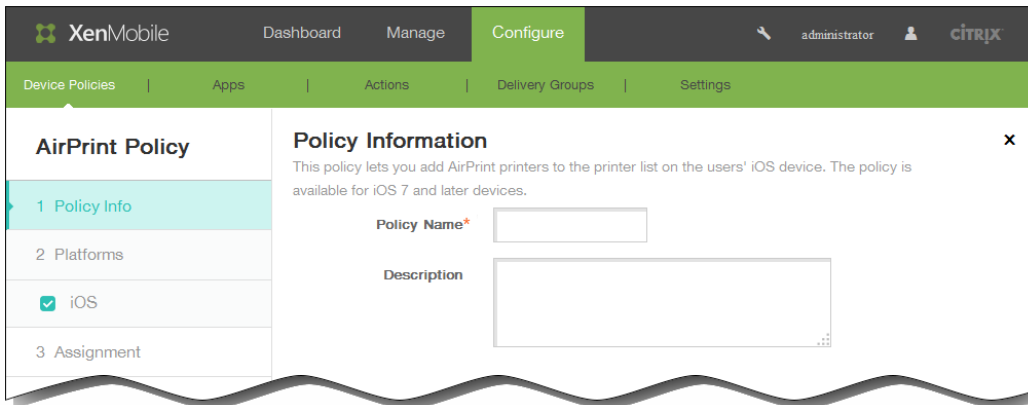 XenMobile Dashboard Manage Configure administrator CİTRIX
Device Policies | Apps | Actions | Delivery Groups | Settings
AirPrint Policy
1 Policy Info
2 Platforms
iOS
3 Assignment
Policy Information
This policy lets you add AirPrint printers to the printer list on the users' iOS device. The policy is
available for iOS 7 and later devices.
Policy Name*
Description